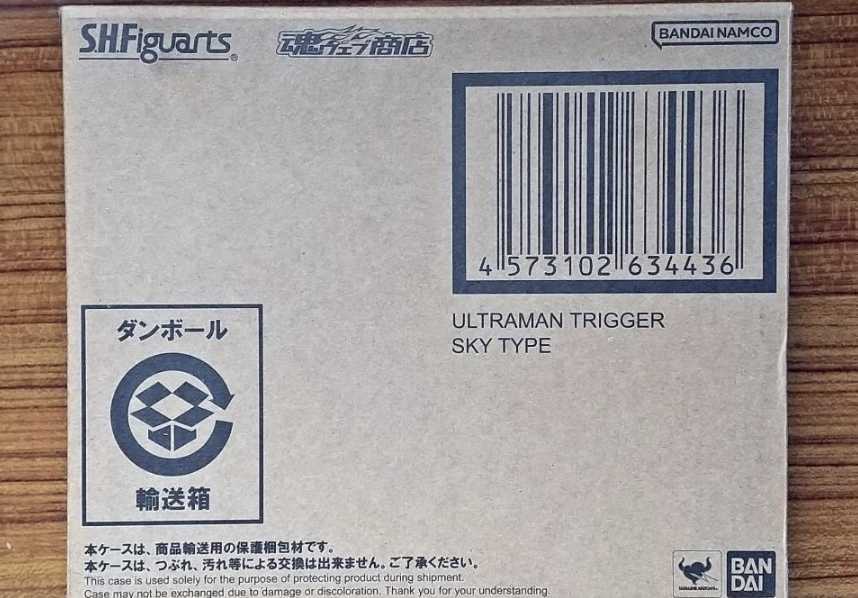 S.H.Figuarts®
魂ウェブ商店
BANDAI NAMCO
4 573102 634436
ULTRAMAN TRIGGER
SKY TYPE
ダンボール
輸送箱
本ケースは、商品輸送用の保護梱包材です。
本ケースは、つぶれ、汚れ等による交換は出来ません。ご了承ください。
This case is used solely for the purpose of protecting product during shipment.
Case may not be exchanged due to damage or discoloration. Thank you for your understanding.
BAN
DAI